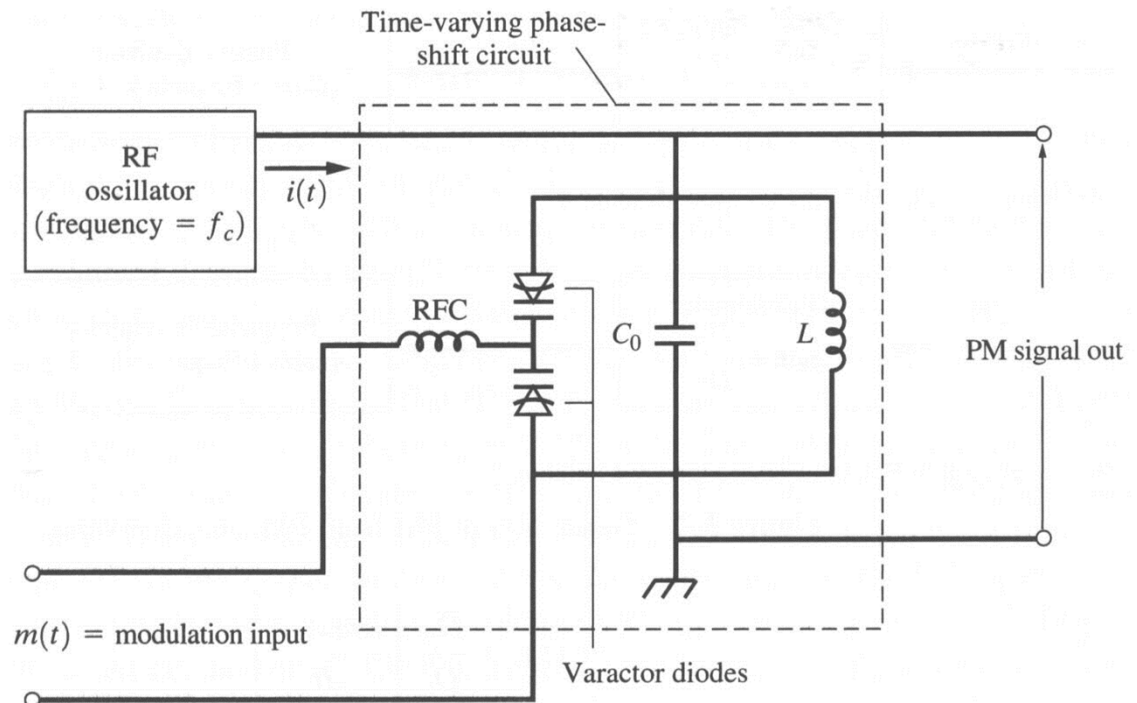 Time-varying phase-
shift circuit
RF
oscillator
(frequency = f_c)
i(t)
RFC
C_0
L
PM signal out
m(t) = modulation input
Varactor diodes